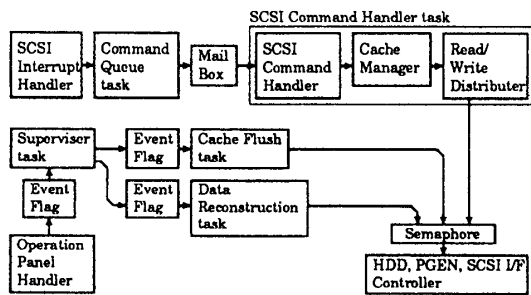 SCSI Command Handler task
SCSI
Interrupt
Handler
Command
Queue
task
Mail
Box
SCSI
Command
Handler
Cache
Manager
Read/
Write
Distributer
Supervisor
task
Event
Flag
Cache Flush
task
Event
Flag
Event
Flag
Data
Reconstruction
task
Operation
Panel
Handler
Semaphore
HDD, PGEN, SCSI I/F
Controller